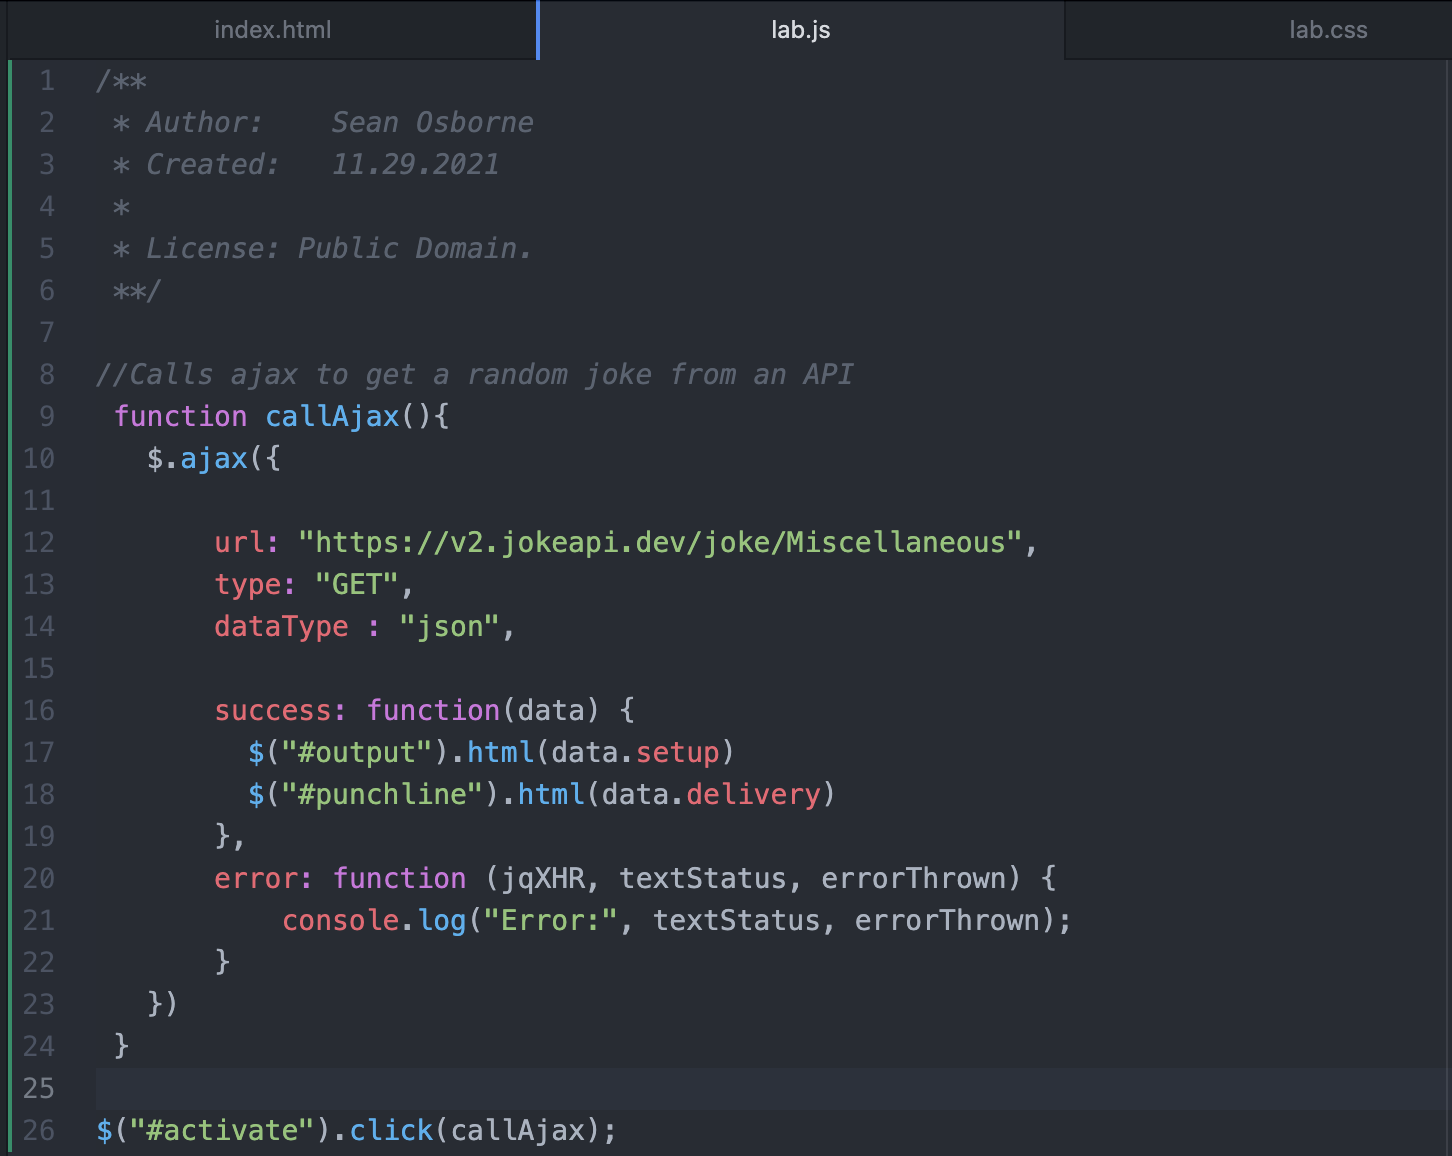 index.html lab.js lab.css
1 /**
2  * Author:    Sean Osborne
3  * Created:   11.29.2021
4  *
5  * License: Public Domain.
6  **/
7
8 //Calls ajax to get a random joke from an API
9  function callAjax(){
10    $.ajax({
11
12        url: "https://v2.jokeapi.dev/joke/Miscellaneous",
13        type: "GET",
14        dataType : "json",
15
16        success: function(data) {
17          $("#output").html(data.setup)
18          $("#punchline").html(data.delivery)
19        },
20        error: function (jqXHR, textStatus, errorThrown) {
21            console.log("Error:", textStatus, errorThrown);
22        }
23    })
24  }
25
26 $("#activate").click(callAjax);